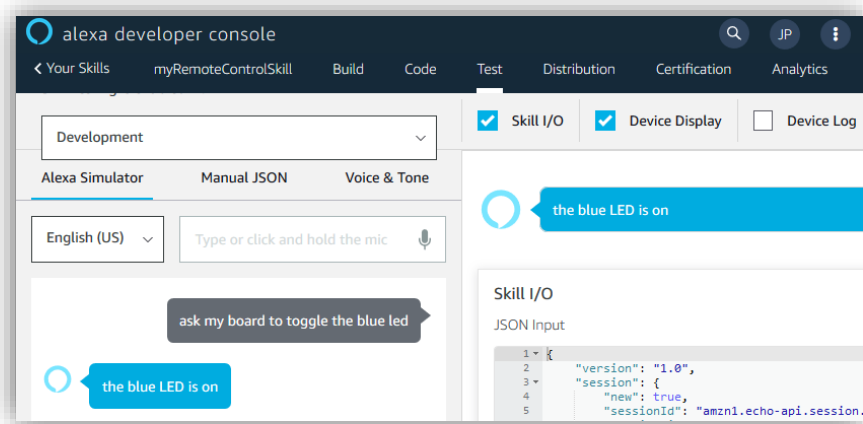 alexa developer console
JP
Your Skills myRemoteControlSkill Build Code Test Distribution Certification Analytics
Development
Skill I/O Device Display Device Log
Alexa Simulator Manual JSON Voice & Tone
English (US)
Type or click and hold the mic
ask my board to toggle the blue led
the blue LED is on
the blue LED is on
Skill I/O
JSON Input
1 {
2 "version": "1.0",
3 "session": {
4 "new": true,
5 "sessionId": "amzn1.echo-api.session.